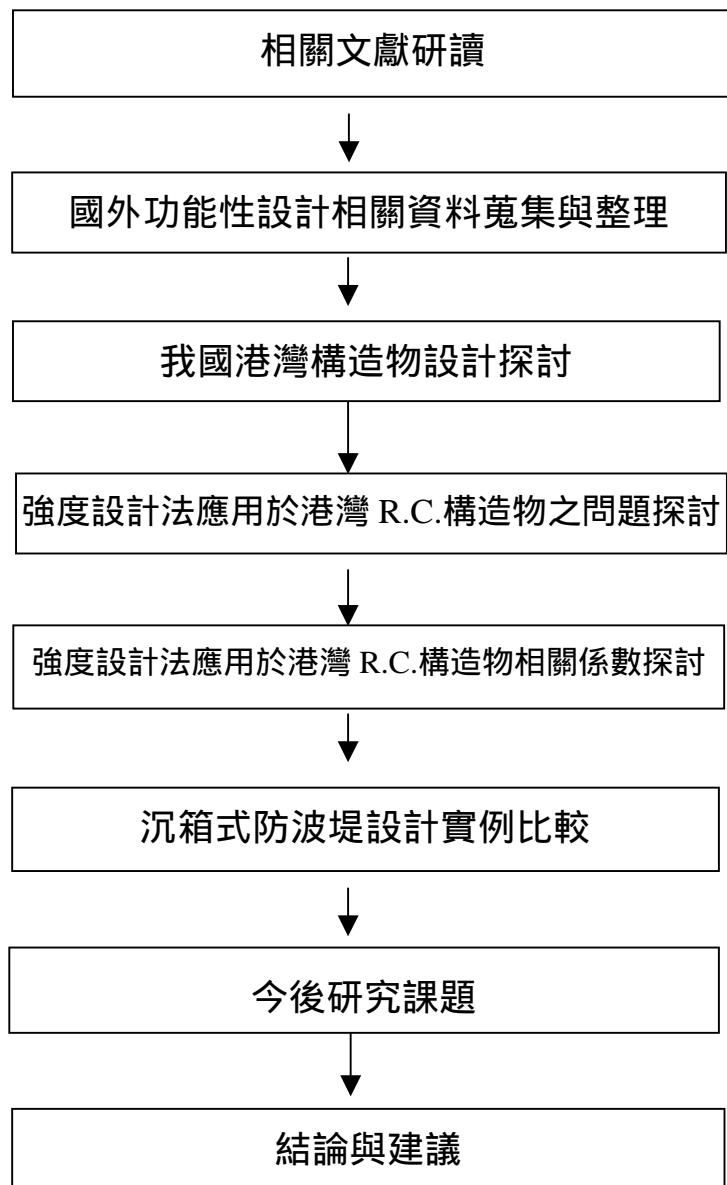 相關文獻研讀
國外功能性設計相關資料蒐集與整理
我國港灣構造物設計探討
強度設計法應用於港灣 R.C.構造物之問題探討
強度設計法應用於港灣 R.C.構造物相關係數探討
沉箱式防波堤設計實例比較
今後研究課題
結論與建議